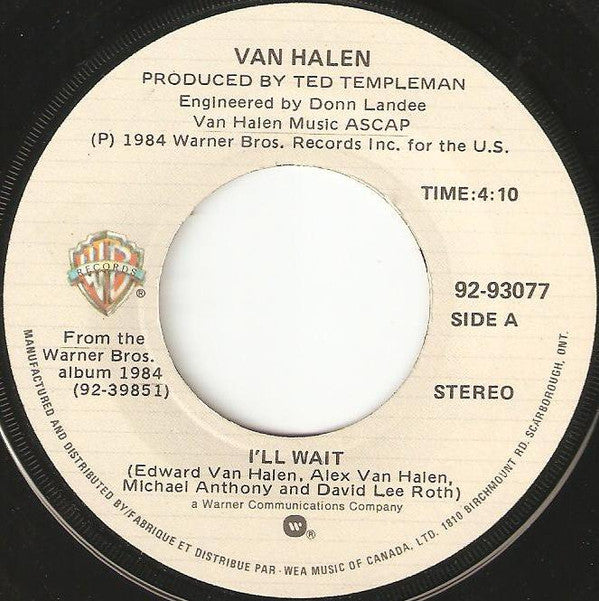 VAN HALEN
PRODUCED BY TED TEMPLEMAN
Engineered by Donn Landee
Van Halen Music ASCAP
(P) 1984 Warner Bros. Records Inc. for the U.S.
TIME:4:10
WB
RECORDS
®
92-93077
SIDE A
From the
Warner Bros.
album 1984
(92-39851)
STEREO
I'LL WAIT
(Edward Van Halen, Alex Van Halen,
Michael Anthony and David Lee Roth)
a Warner Communications Company
®
MANUFACTURED AND DISTRIBUTED BY/FABRIQUE ET DISTRIBUE PAR - WEA MUSIC OF CANADA, LTD. 1810 BIRCHMOUNT RD. SCARBOROUGH, ONT.